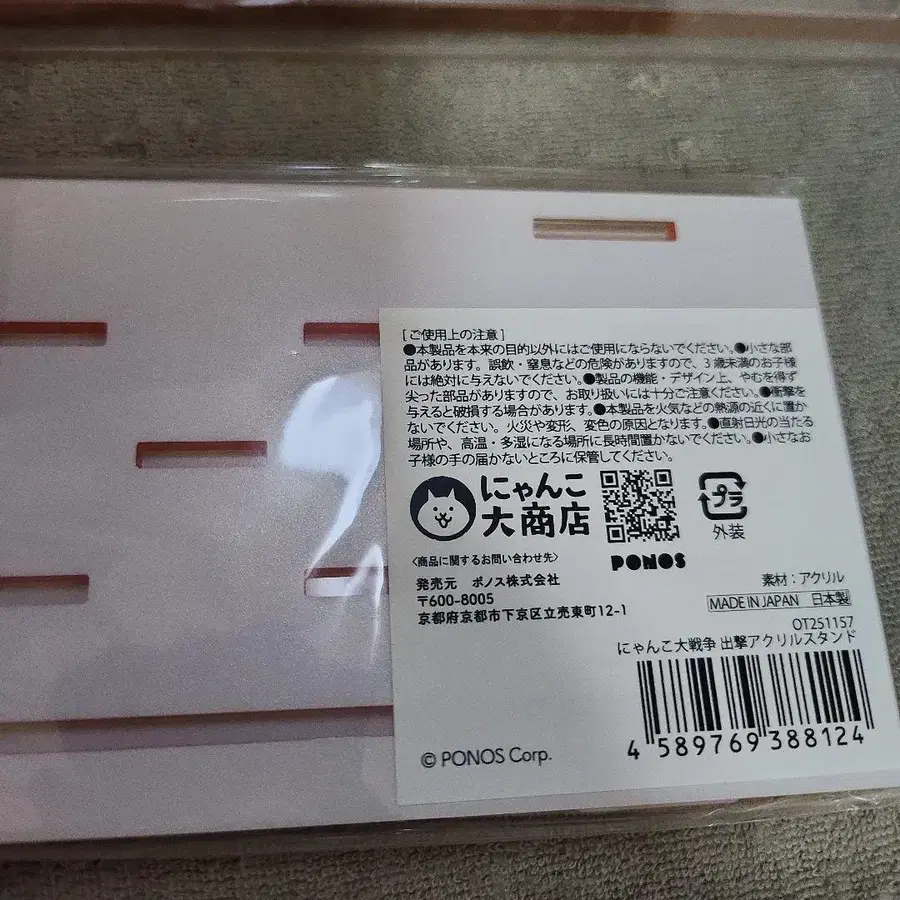 [ご使用上の注意]
●本製品を本来の目的以外にはご使用にならないでください。●小さな部
品があります。誤飲・窒息などの危険がありますので、3歳未満のお子様
には絶対に与えないでください。●製品の機能・デザイン上、やむを得ず
尖った部品がありますので、お取り扱いには十分ご注意ください。●衝撃を
与えると破損する場合があります。●本製品を火気などの熱源の近くに置か
ないでください。火災や変形、変色の原因となります。●直射日光の当たる
場所や、高温・多湿になる場所に長時間置かないでください。●小さなお
子様の手の届かないところに保管してください。
にゃんこ
大商店
プラ
外装
PONOS
〈商品に関するお問い合わせ先〉
発売元 ポノス株式会社
〒600-8005
京都府京都市下京区立売東町12-1
素材：アクリル
MADE IN JAPAN 日本製
OT251157
にゃんこ大戦争 出撃アクリルスタンド
4 589769 388124
© PONOS Corp.